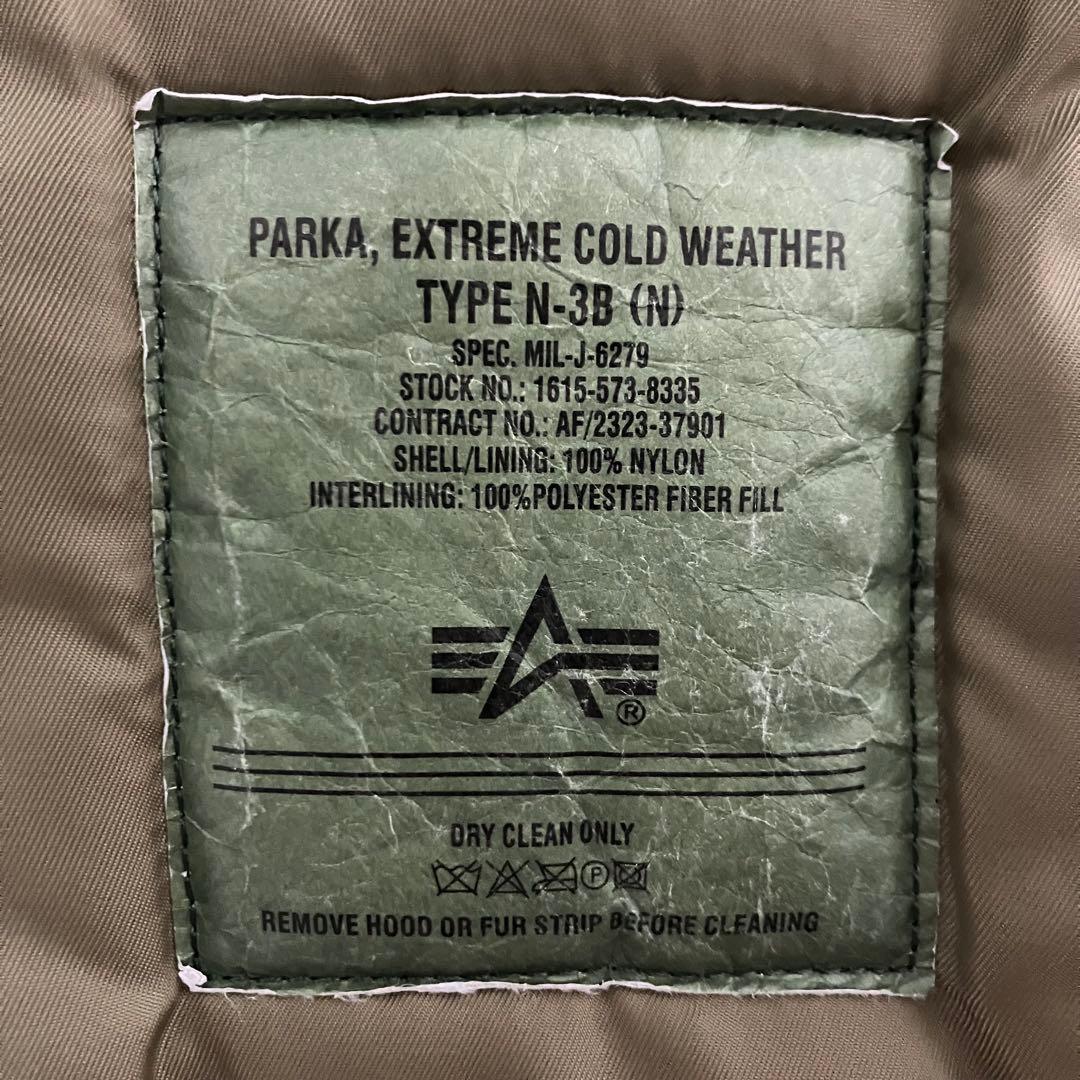 PARKA, EXTREME COLD WEATHER
TYPE N-3B (N)
SPEC. MIL-J-6279
STOCK NO.: 1615-573-8335
CONTRACT NO.: AF/2323-37901
SHELL/LINING: 100% NYLON
INTERLINING: 100%POLYESTER FIBER FILL
®
DRY CLEAN ONLY
P
REMOVE HOOD OR FUR STRIP BEFORE CLEANING